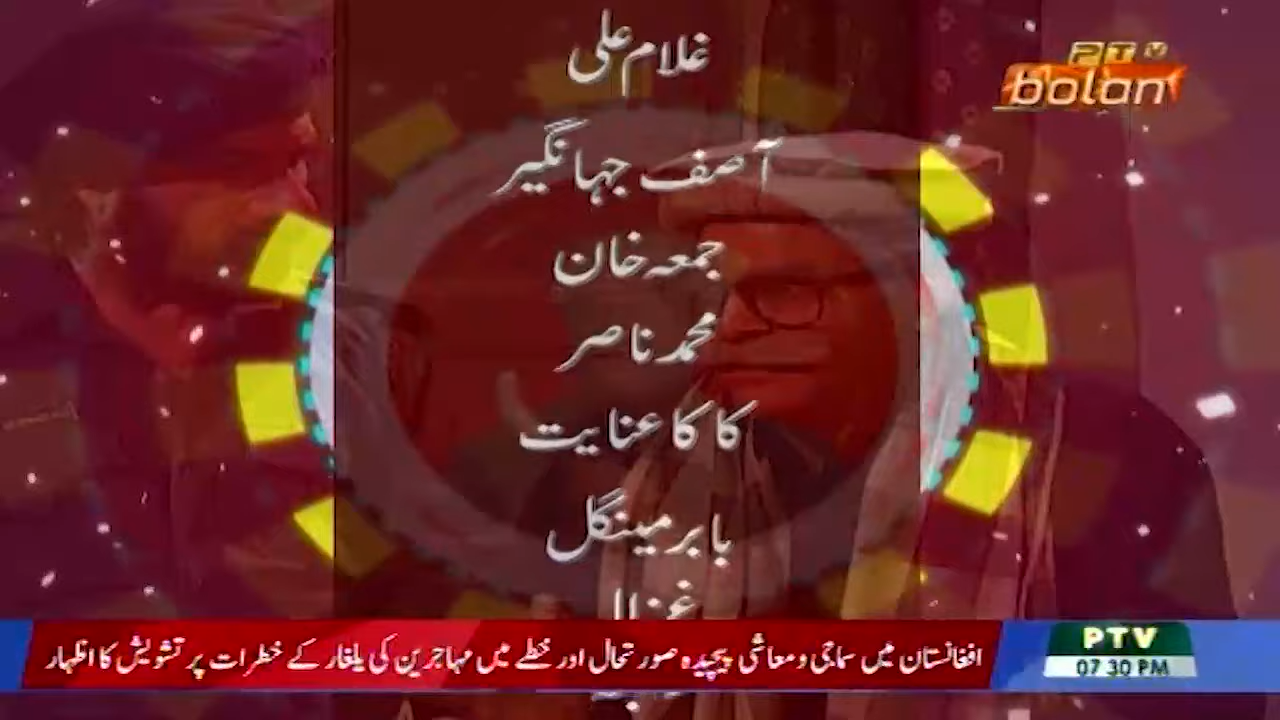 غلام علی
PTV
bolan
آصف جہانگیر
جمعہ خان
محمد ناصر
کاکا عنایت
بابر مینگل
افغانستان میں سماجی و معاشی پیچیدہ صورتحال اور خطے میں مہاجرین کی یلغار کے خطرات پر تشویش کا اظہار
PTV
07 30 PM